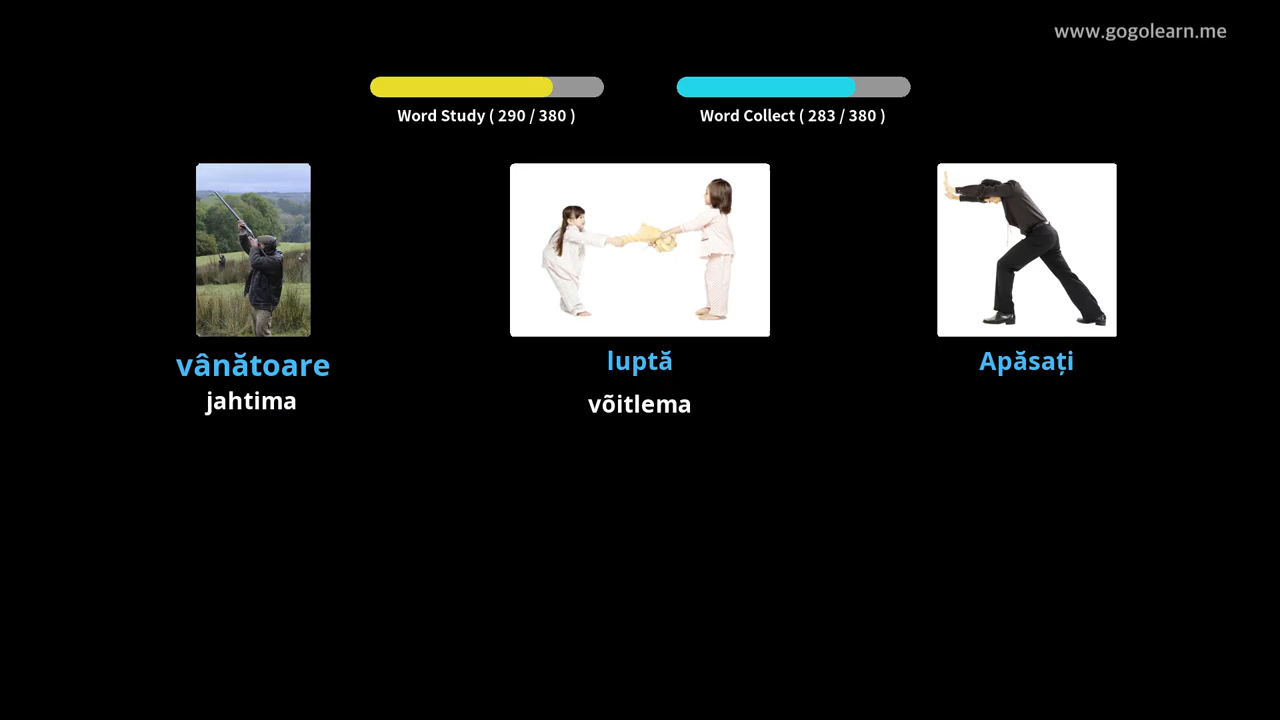 www.gogolearn.me
Word Study ( 290 / 380 )
Word Collect ( 283 / 380 )
vânătoare
jahtima
luptă
võitlema
Apăsați